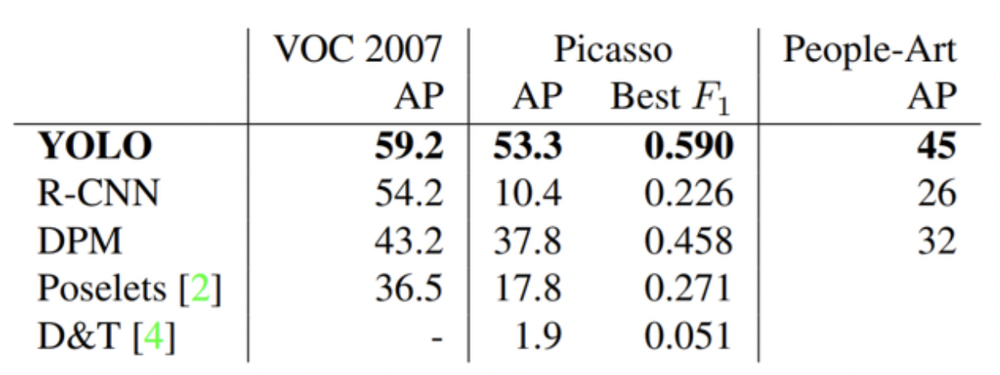 VOC 2007 Picasso People-Art
AP AP Best F1 AP
YOLO 59.2 53.3 0.590 45
R-CNN 54.2 10.4 0.226 26
DPM 43.2 37.8 0.458 32
Poselets [2] 36.5 17.8 0.271
D&T [4] - 1.9 0.051